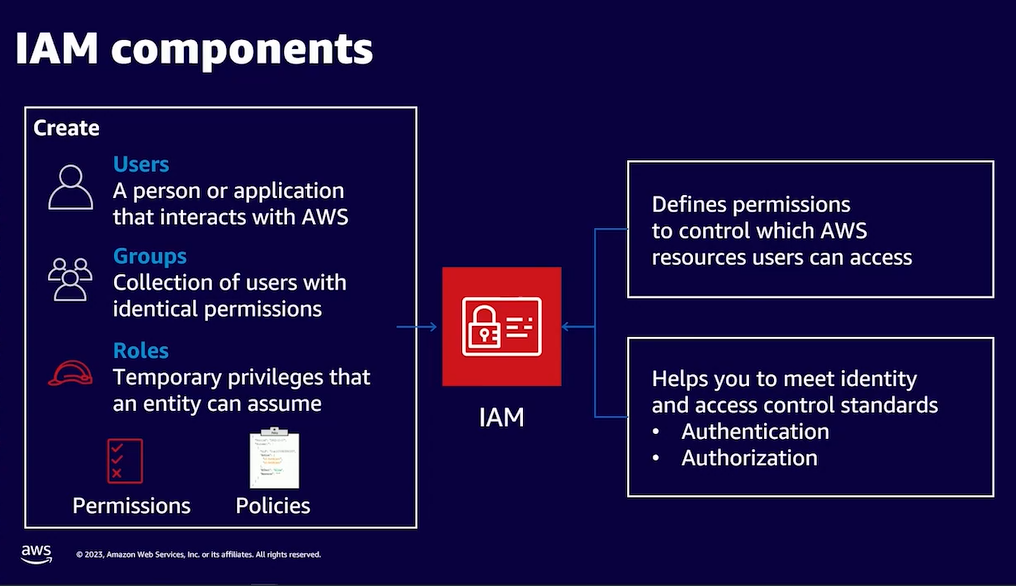 IAM components
Create
Users
A person or application
that interacts with AWS
Groups
Collection of users with
identical permissions
Roles
Temporary privileges that
an entity can assume
Permissions
Policies
IAM
Defines permissions
to control which AWS
resources users can access
Helps you to meet identity
and access control standards
• Authentication
• Authorization
aws
© 2023, Amazon Web Services, Inc. or its affiliates. All rights reserved.